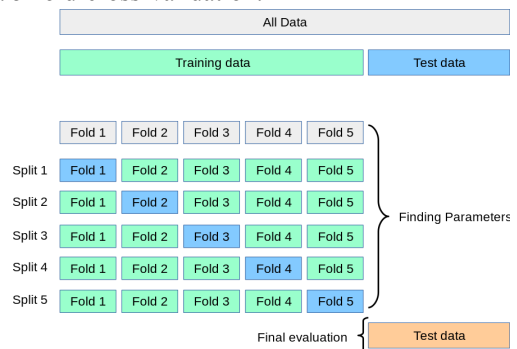 All Data
Training data Test data
Fold 1 Fold 2 Fold 3 Fold 4 Fold 5
Split 1 Fold 1 Fold 2 Fold 3 Fold 4 Fold 5
Split 2 Fold 1 Fold 2 Fold 3 Fold 4 Fold 5
Finding Parameters
Split 3 Fold 1 Fold 2 Fold 3 Fold 4 Fold 5
Split 4 Fold 1 Fold 2 Fold 3 Fold 4 Fold 5
Split 5 Fold 1 Fold 2 Fold 3 Fold 4 Fold 5
Final evaluation Test data